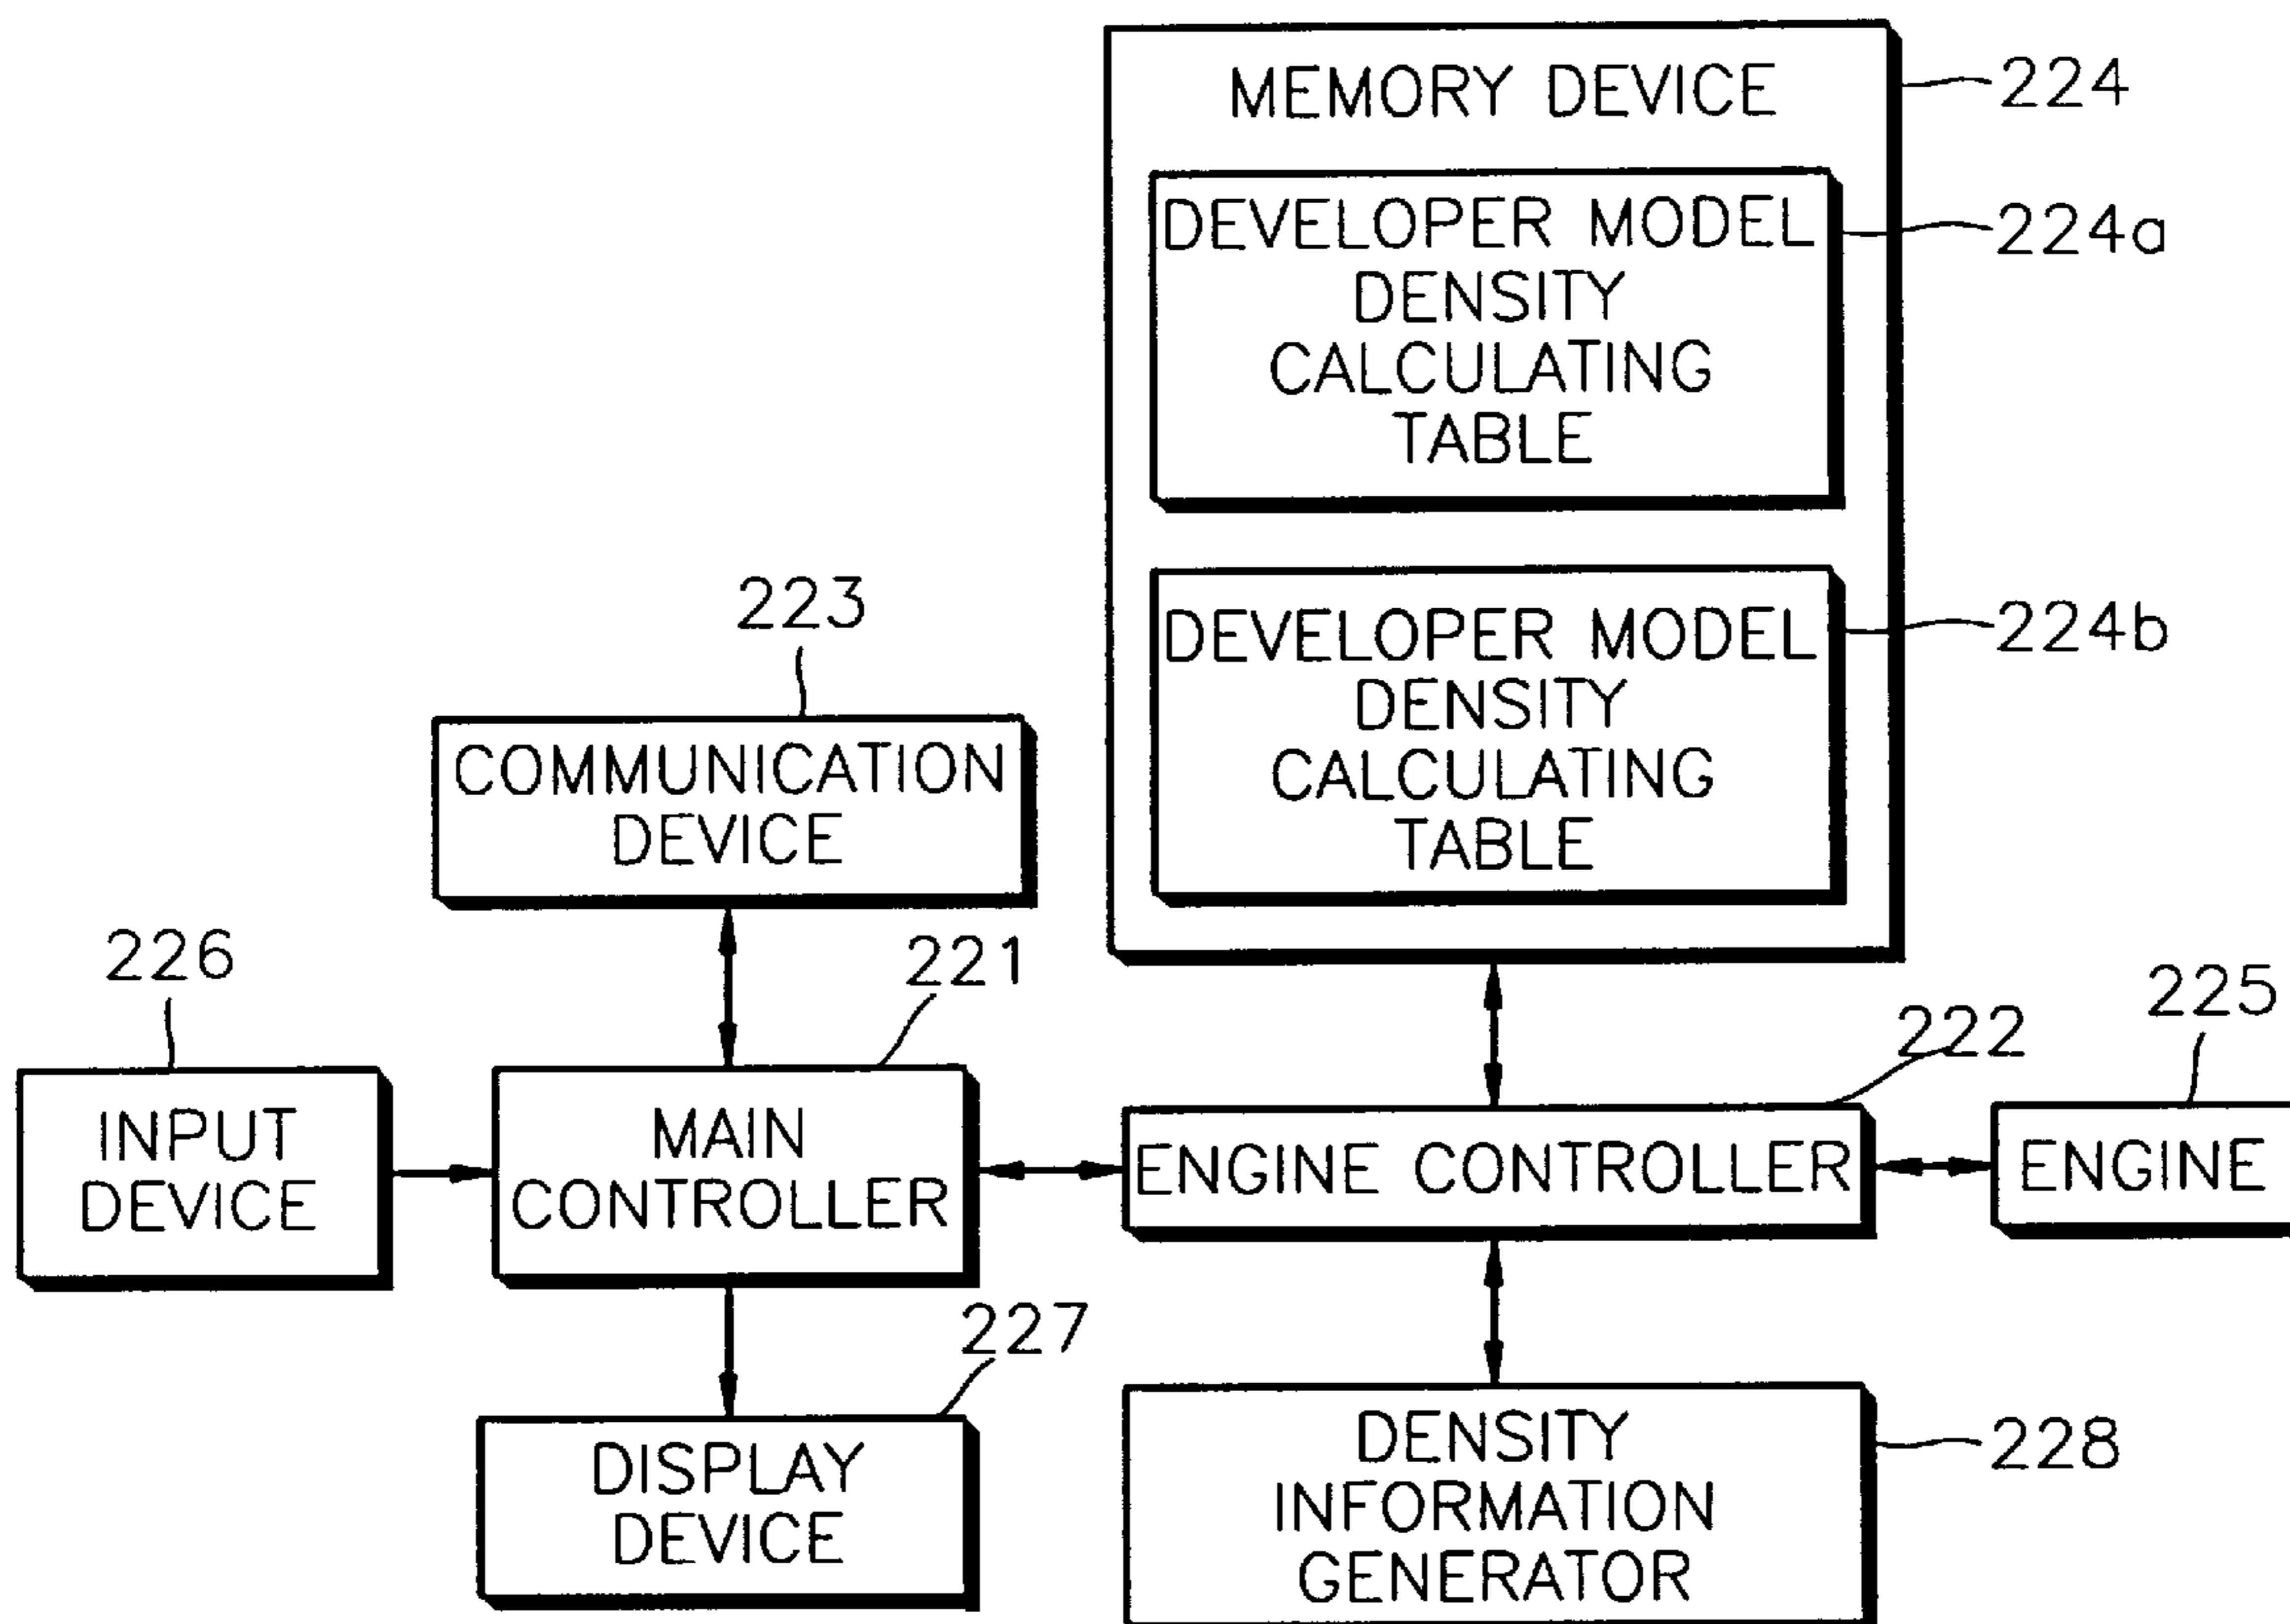 MEMORY DEVICE
224
DEVELOPER MODEL
DENSITY
CALCULATING
TABLE
224a
DEVELOPER MODEL
DENSITY
CALCULATING
TABLE
224b
223
COMMUNICATION
DEVICE
226
INPUT
DEVICE
221
MAIN
CONTROLLER
222
ENGINE CONTROLLER
225
ENGINE
227
DISPLAY
DEVICE
DENSITY
INFORMATION
GENERATOR
228